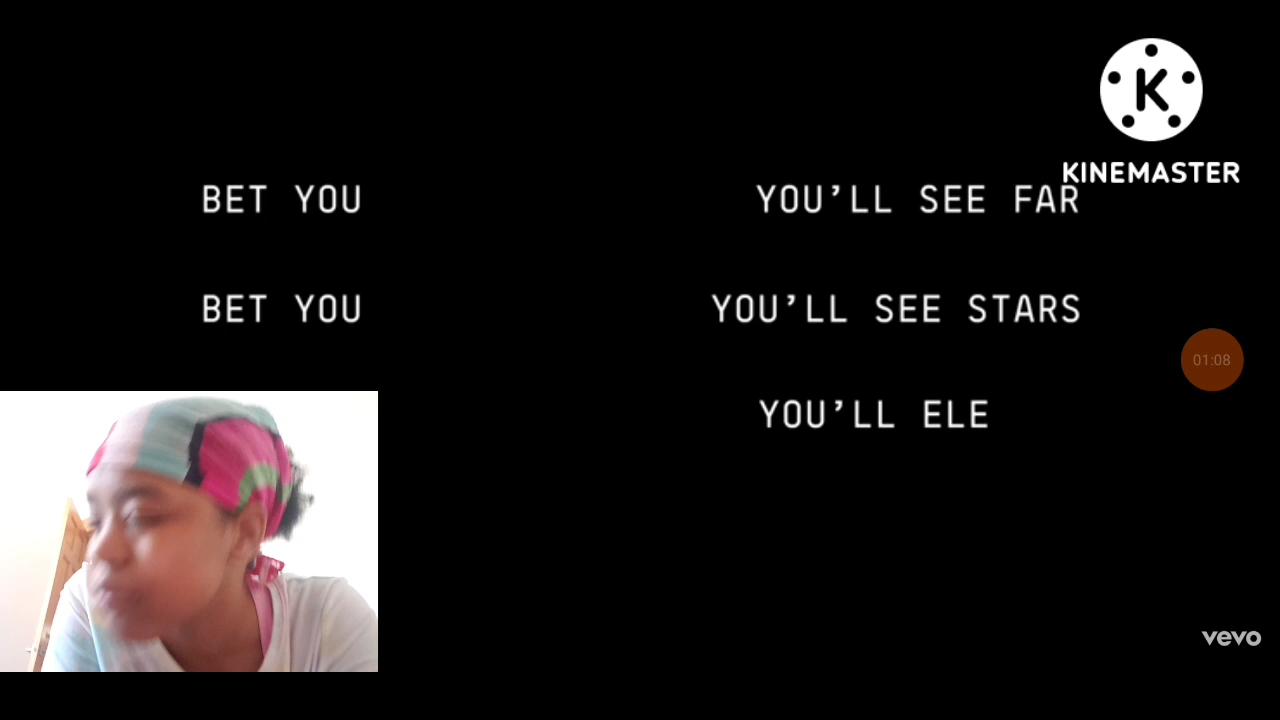 K
KINEMASTER
BET YOU YOU’LL SEE FAR
BET YOU YOU’LL SEE STARS
YOU’LL ELE
01:08
vevo